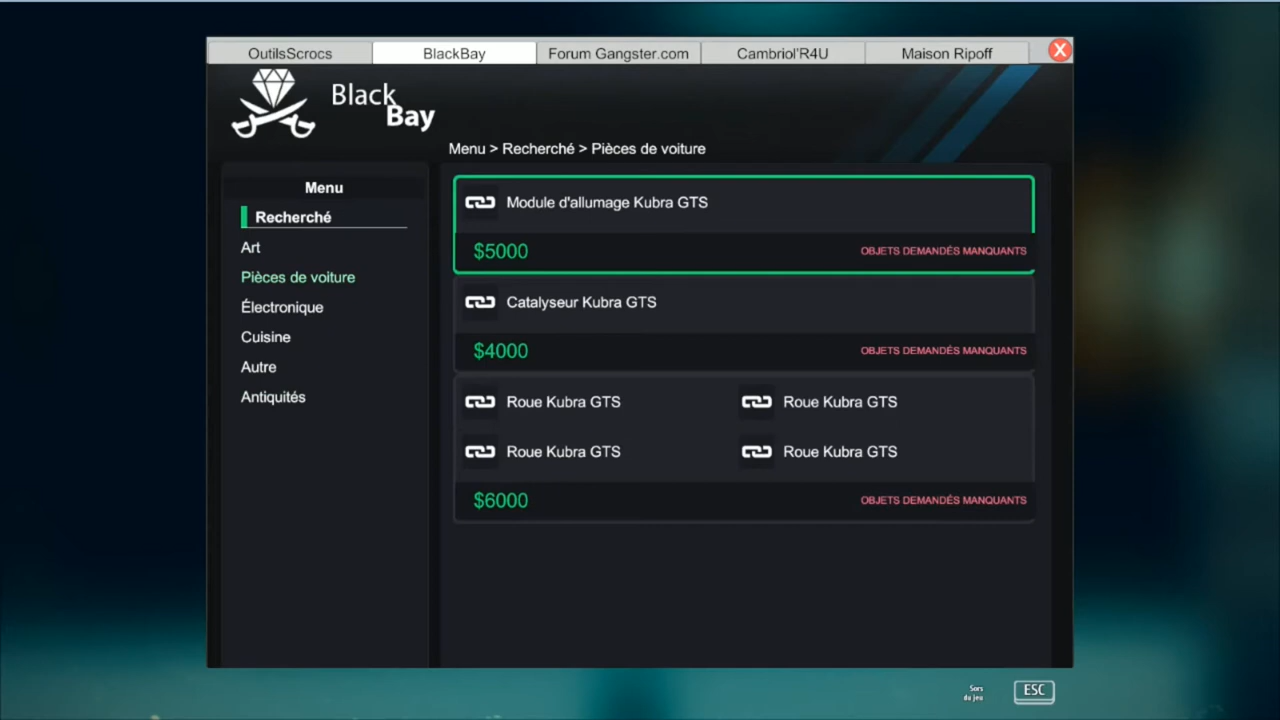 OutilsScrocs
BlackBay
Forum Gangster.com
Cambriol'R4U
Maison Ripoff
Black
Bay
Menu > Recherché > Pièces de voiture
Menu
Recherché
Art
Pièces de voiture
Électronique
Cuisine
Autre
Antiquités
Module d'allumage Kubra GTS
$5000
OBJETS DEMANDÉS MANQUANTS
Catalyseur Kubra GTS
$4000
OBJETS DEMANDÉS MANQUANTS
Roue Kubra GTS
Roue Kubra GTS
Roue Kubra GTS
Roue Kubra GTS
$6000
OBJETS DEMANDÉS MANQUANTS
Sors
du jeu
ESC